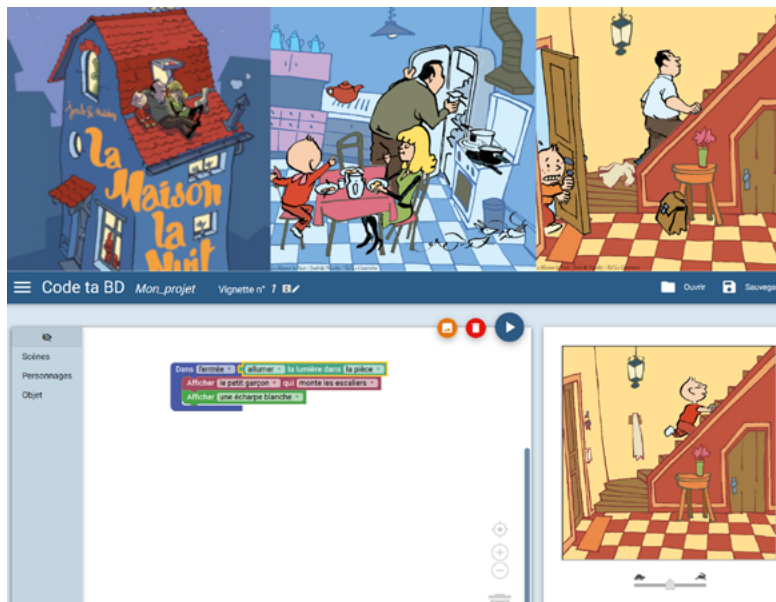 La
Maison
la
Nuit
Code ta BD Mon_projet Vignette n° 1 Ouvrir Sauvega
Scènes
Personnages
Objet
Dans l'entrée allumer la lumière dans la pièce
Afficher le petit garçon qui monte les escaliers
Afficher une écharpe blanche